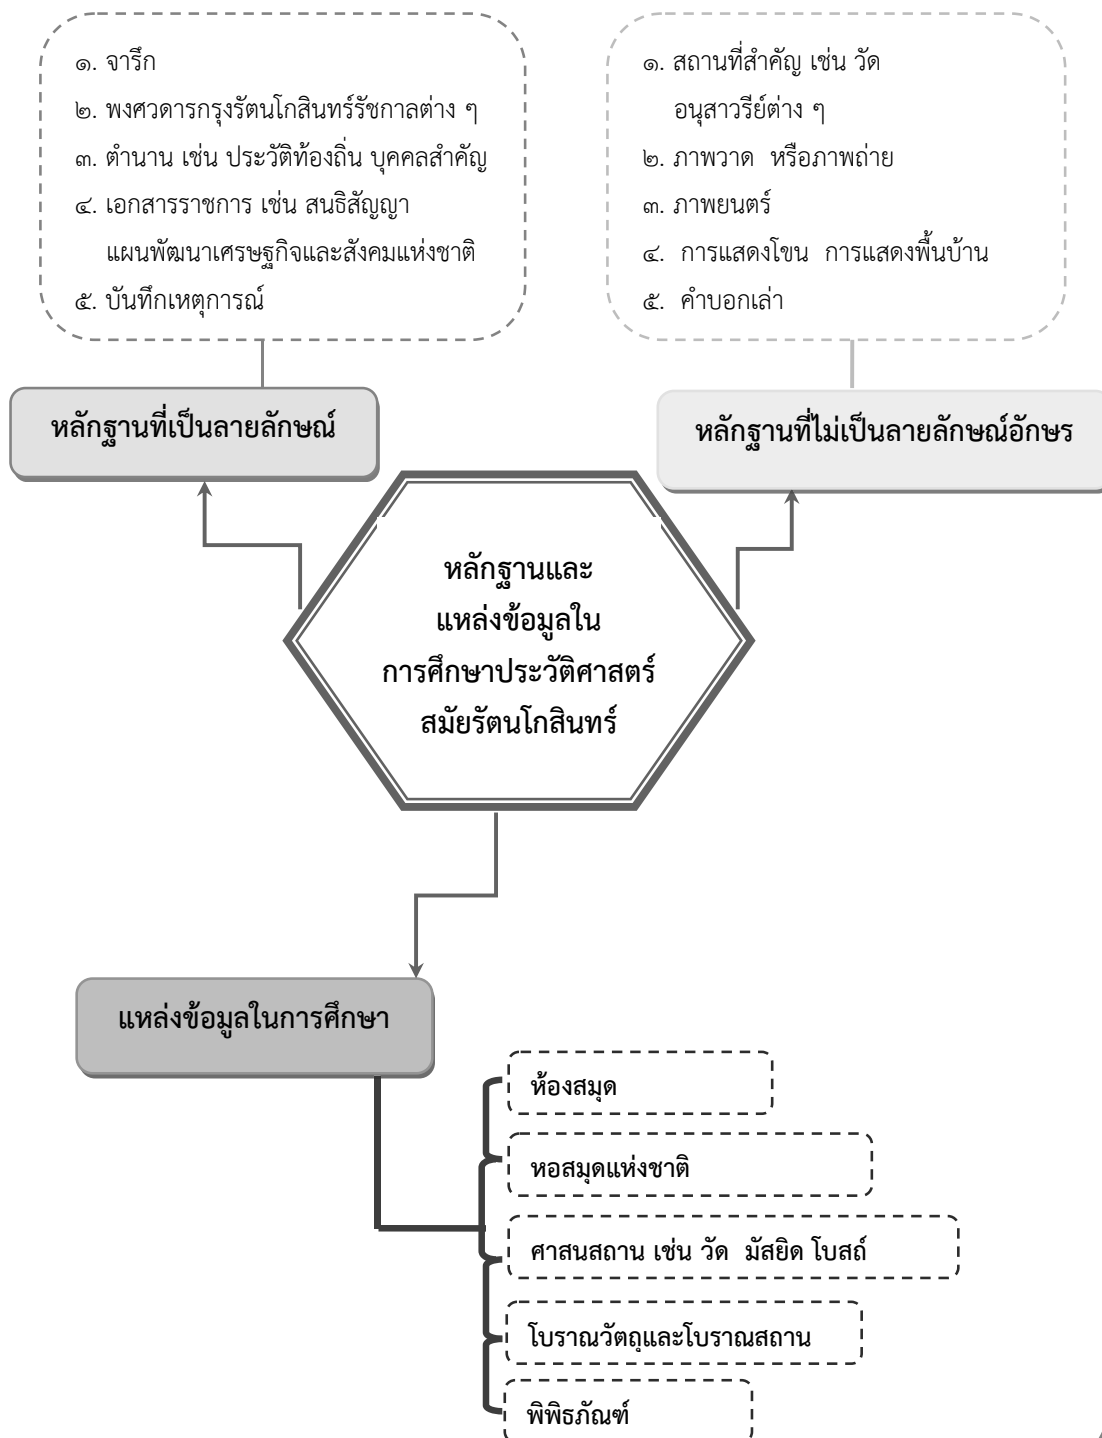 ๑. จารึก
๒. พงศวดารกรุงรัตนโกสินทร์รัชกาลต่าง ๆ
๓. ตำนาน เช่น ประวัติท้องถิ่น บุคคลสำคัญ
๔. เอกสารราชการ เช่น สนธิสัญญา
แผนพัฒนาเศรษฐกิจและสังคมแห่งชาติ
๕. บันทึกเหตุการณ์
๑. สถานที่สำคัญ เช่น วัด
อนุสาวรีย์ต่าง ๆ
๒. ภาพวาด หรือภาพถ่าย
๓. ภาพยนตร์
๔. การแสดงโขน การแสดงพื้นบ้าน
๕. คำบอกเล่า
หลักฐานที่เป็นลายลักษณ์
หลักฐานที่ไม่เป็นลายลักษณ์อักษร
หลักฐานและ
แหล่งข้อมูลใน
การศึกษาประวัติศาสตร์
สมัยรัตนโกสินทร์
แหล่งข้อมูลในการศึกษา
ห้องสมุด
หอสมุดแห่งชาติ
ศาสนสถาน เช่น วัด มัสยิด โบสถ์
โบราณวัตถุและโบราณสถาน
พิพิธภัณฑ์